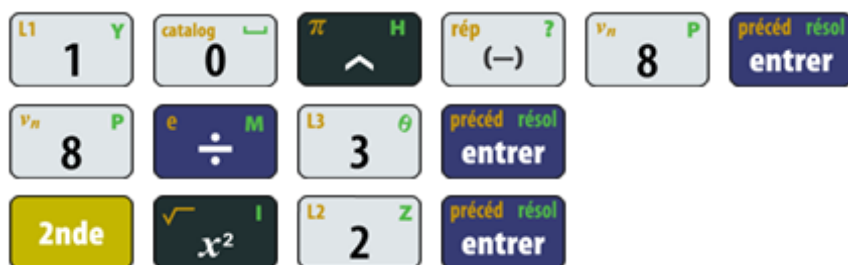 L1 Y catalog π H rép ? vₙ P précéd résol
1 0 ^ (−) 8 entrer
vₙ P e M L3 θ précéd résol
8 ÷ 3 entrer
√ I L2 Z précéd résol
2nde x² 2 entrer